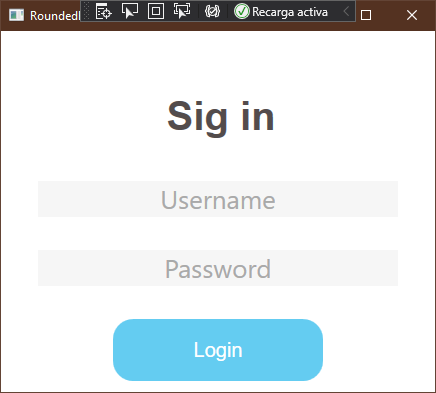 Rounded
Recarga activa
Sig in
Username
Password
Login